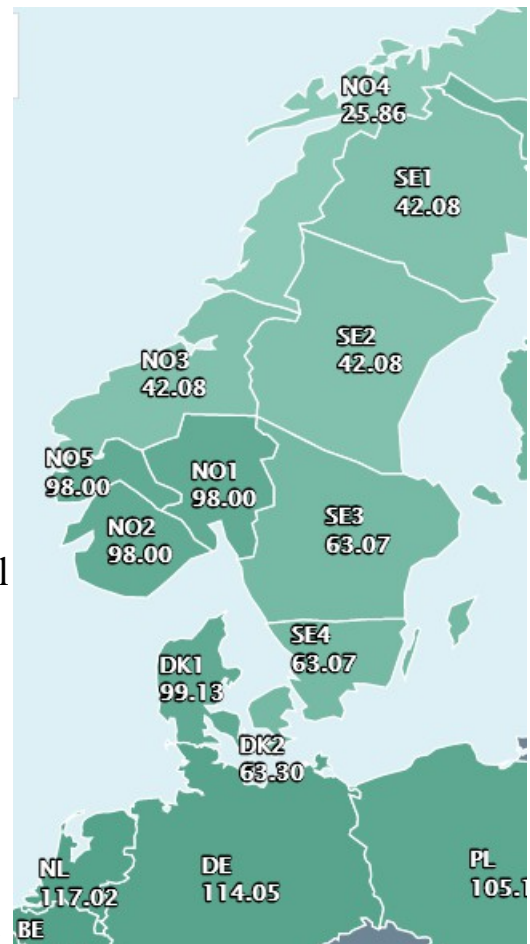 NO4
25.86
SE1
42.08
SE2
42.08
NO3
42.08
NO5
98.00
NO1
98.00
NO2
98.00
SE3
63.07
l
SE4
63.07
DK1
99.13
DK2
63.30
NL
117.02
DE
114.05
PL
105.1
BE